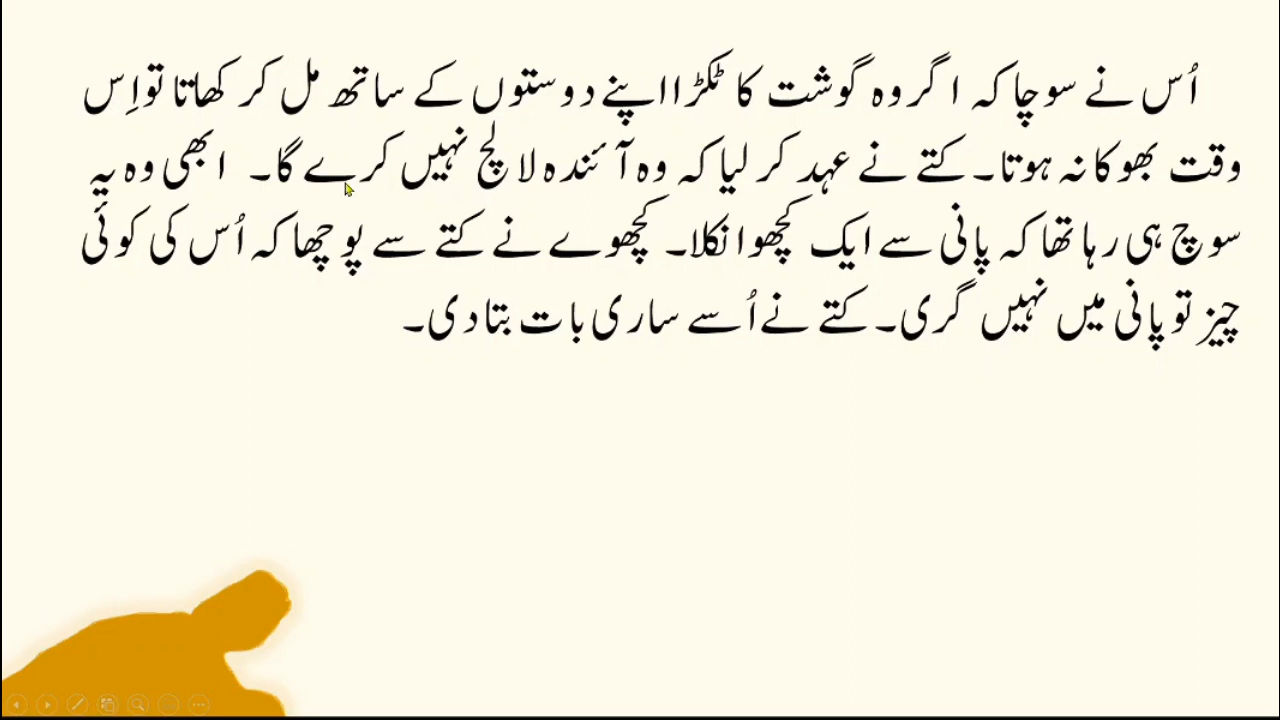 اُس نے سوچا کہ اگر وہ گوشت کا ٹکڑا اپنے دوستوں کے ساتھ مل کر کھاتا تو اِس
وقت بھوکا نہ ہوتا۔ کتے نے عہد کر لیا کہ وہ آئندہ لالچ نہیں کرے گا۔ ابھی وہ یہ
سوچ ہی رہا تھا کہ پانی سے ایک کچھوا نکلا۔ کچھوے نے کتے سے پوچھا کہ اُس کی کوئی
چیز تو پانی میں نہیں گری۔ کتے نے اُسے ساری بات بتا دی۔